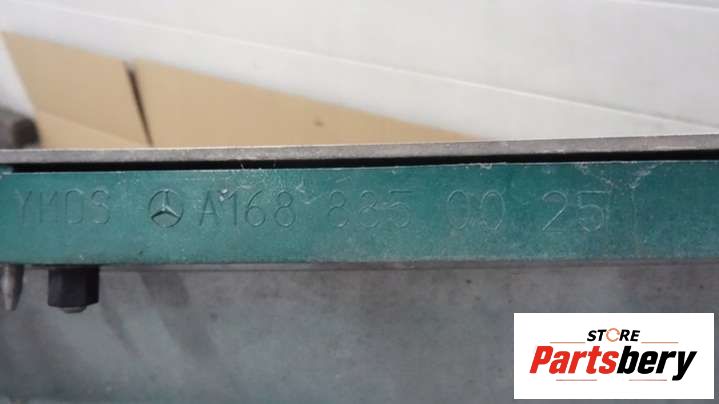 YMOS A168 835 00 25
STORE
Partsbery